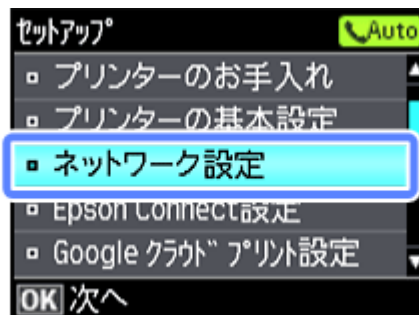 ｾｯﾄｱｯﾌﾟ Auto
プリンターのお手入れ
プリンターの基本設定
ネットワーク設定
Epson Connect設定
Google ｸﾗｳﾄﾞ ﾌﾟﾘﾝﾄ設定
OK 次へ